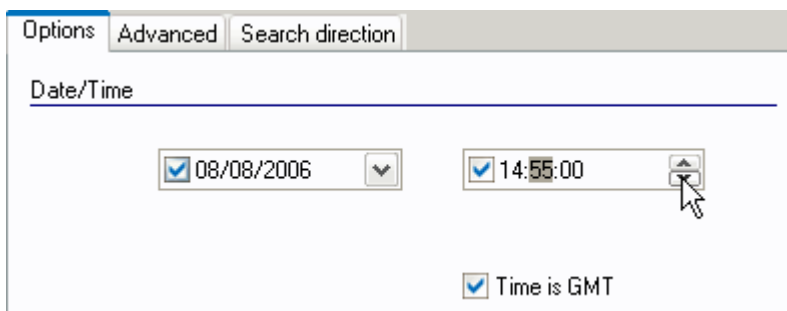 Options Advanced Search direction
Date/Time
08/08/2006 14:55:00
Time is GMT